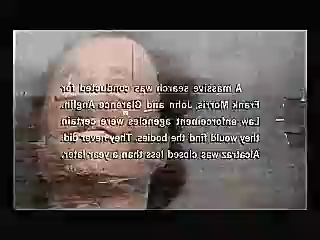 A massive search was conducted for
Frank Morris, John and Clarence Anglin.
Law enforcement agencies were certain
they would find the bodies. They never did.
Alcatraz was closed less than a year later.